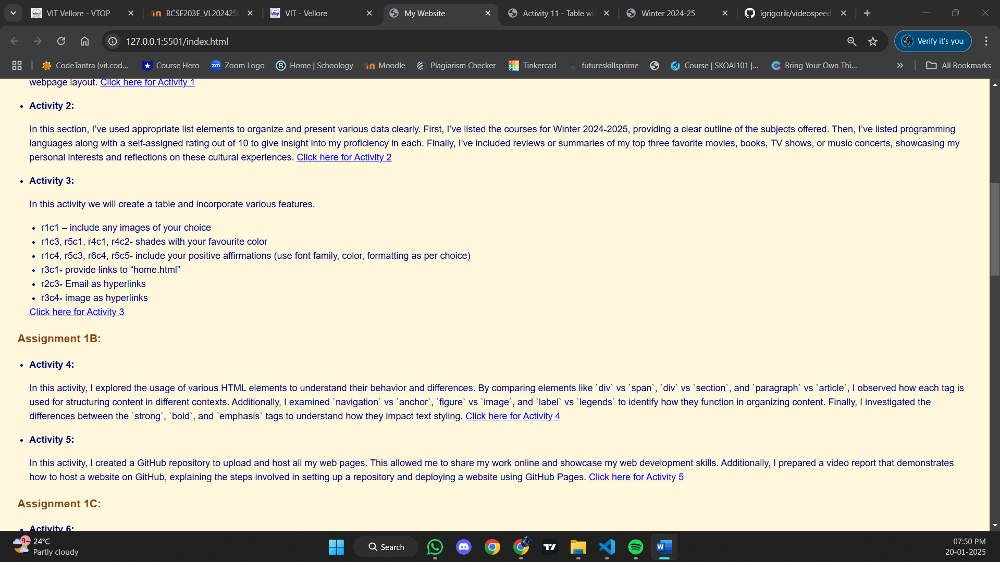 VIT Vellore - VTOP
BCSE203E_VL202425
VIT - Vellore
My Website
Activity 11 - Table wi
Winter 2024-25
igrigorik/videospeed
127.0.0.1:5501/index.html
Verify it's you
CodeTantra (vit.cod...
Course Hero
Zoom Logo
Home | Schoology
Moodle
Plagiarism Checker
Tinkercad
futureskillsprime
Course | SKOAI101 |...
Bring Your Own Thi...
All Bookmarks
webpage layout. Click here for Activity 1
Activity 2:
In this section, I’ve used appropriate list elements to organize and present various data clearly. First, I’ve listed the courses for Winter 2024-2025, providing a clear outline of the subjects offered. Then, I’ve listed programming
languages along with a self-assigned rating out of 10 to give insight into my proficiency in each. Finally, I’ve included reviews or summaries of my top three favorite movies, books, TV shows, or music concerts, showcasing my
personal interests and reflections on these cultural experiences. Click here for Activity 2
Activity 3:
In this activity we will create a table and incorporate various features.
r1c1 – include any images of your choice
r1c3, r5c1, r4c1, r4c2- shades with your favourite color
r1c4, r5c3, r6c4, r5c5- include your positive affirmations (use font family, color, formatting as per choice)
r3c1- provide links to “home.html”
r2c3- Email as hyperlinks
r3c4- image as hyperlinks
Click here for Activity 3
Assignment 1B:
Activity 4:
In this activity, I explored the usage of various HTML elements to understand their behavior and differences. By comparing elements like `div` vs `span`, `div` vs `section`, and `paragraph` vs `article`, I observed how each tag is
used for structuring content in different contexts. Additionally, I examined `navigation` vs `anchor`, `figure` vs `image`, and `label` vs `legends` to identify how they function in organizing content. Finally, I investigated the
differences between the `strong`, `bold`, and `emphasis` tags to understand how they impact text styling. Click here for Activity 4
Activity 5:
In this activity, I created a GitHub repository to upload and host all my web pages. This allowed me to share my work online and showcase my web development skills. Additionally, I prepared a video report that demonstrates
how to host a website on GitHub, explaining the steps involved in setting up a repository and deploying a website using GitHub Pages. Click here for Activity 5
Assignment 1C:
Activity 6:
9+
24°C
Partly cloudy
Search
07:50 PM
20-01-2025